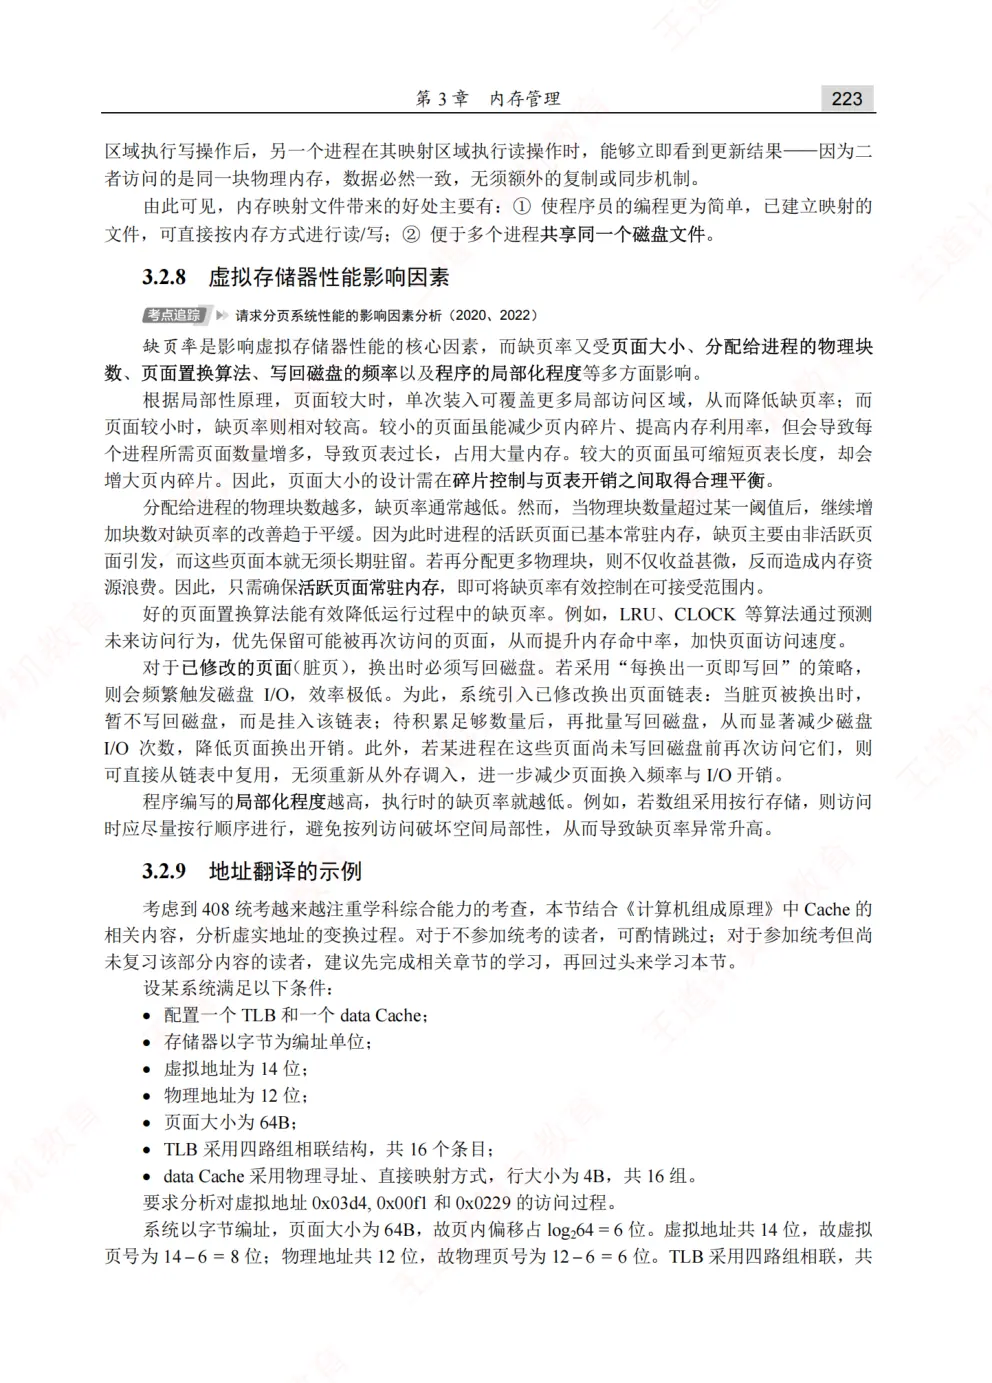 第 3 章 内存管理
223
区域执行写操作后，另一个进程在其映射区域执行读操作时，能够立即看到更新结果——因为二
者访问的是同一块物理内存，数据必然一致，无须额外的复制或同步机制。
由此可见，内存映射文件带来的好处主要有：① 使程序员的编程更为简单，已建立映射的
文件，可直接按内存方式进行读/写；② 便于多个进程共享同一个磁盘文件。
3.2.8 虚拟存储器性能影响因素
考点追踪 请求分页系统性能的影响因素分析（2020、2022）
缺页率是影响虚拟存储器性能的核心因素，而缺页率又受页面大小、分配给进程的物理块
数、页面置换算法、写回磁盘的频率以及程序的局部化程度等多方面影响。
根据局部性原理，页面较大时，单次装入可覆盖更多局部访问区域，从而降低缺页率；而
页面较小时，缺页率则相对较高。较小的页面虽能减少页内碎片、提高内存利用率，但会导致每
个进程所需页面数量增多，导致页表过长，占用大量内存。较大的页面虽可缩短页表长度，却会
增大页内碎片。因此，页面大小的设计需在碎片控制与页表开销之间取得合理平衡。
分配给进程的物理块数越多，缺页率通常越低。然而，当物理块数量超过某一阈值后，继续增
加块数对缺页率的改善趋于平缓。因为此时进程的活跃页面已基本常驻内存，缺页主要由非活跃页
面引发，而这些页面本就无须长期驻留。若再分配更多物理块，则不仅收益甚微，反而造成内存资
源浪费。因此，只需确保活跃页面常驻内存，即可将缺页率有效控制在可接受范围内。
好的页面置换算法能有效降低运行过程中的缺页率。例如，LRU、CLOCK 等算法通过预测
未来访问行为，优先保留可能被再次访问的页面，从而提升内存命中率，加快页面访问速度。
对于已修改的页面（脏页），换出时必须写回磁盘。若采用“每换出一页即写回”的策略，
则会频繁触发磁盘 I/O，效率极低。为此，系统引入已修改换出页面链表：当脏页被换出时，
暂不写回磁盘，而是挂入该链表；待积累足够数量后，再批量写回磁盘，从而显著减少磁盘
I/O 次数，降低页面换出开销。此外，若某进程在这些页面尚未写回磁盘前再次访问它们，则
可直接从链表中复用，无须重新从外存调入，进一步减少页面换入频率与 I/O 开销。
程序编写的局部化程度越高，执行时的缺页率就越低。例如，若数组采用按行存储，则访问
时应尽量按行顺序进行，避免按列访问破坏空间局部性，从而导致缺页率异常升高。
3.2.9 地址翻译的示例
考虑到 408 统考越来越注重学科综合能力的考查，本节结合《计算机组成原理》中 Cache 的
相关内容，分析虚实地址的变换过程。对于不参加统考的读者，可酌情跳过；对于参加统考但尚
未复习该部分内容的读者，建议先完成相关章节的学习，再回过头来学习本节。
设某系统满足以下条件：
• 配置一个 TLB 和一个 data Cache；
• 存储器以字节为编址单位；
• 虚拟地址为 14 位；
• 物理地址为 12 位；
• 页面大小为 64B；
• TLB 采用四路组相联结构，共 16 个条目；
• data Cache 采用物理寻址、直接映射方式，行大小为 4B，共 16 组。
要求分析对虚拟地址 0x03d4, 0x00f1 和 0x0229 的访问过程。
系统以字节编址，页面大小为 64B，故页内偏移占 log₂64 = 6 位。虚拟地址共 14 位，故虚拟
页号为 14 – 6 = 8 位；物理地址共 12 位，故物理页号为 12 – 6 = 6 位。TLB 采用四路组相联，共